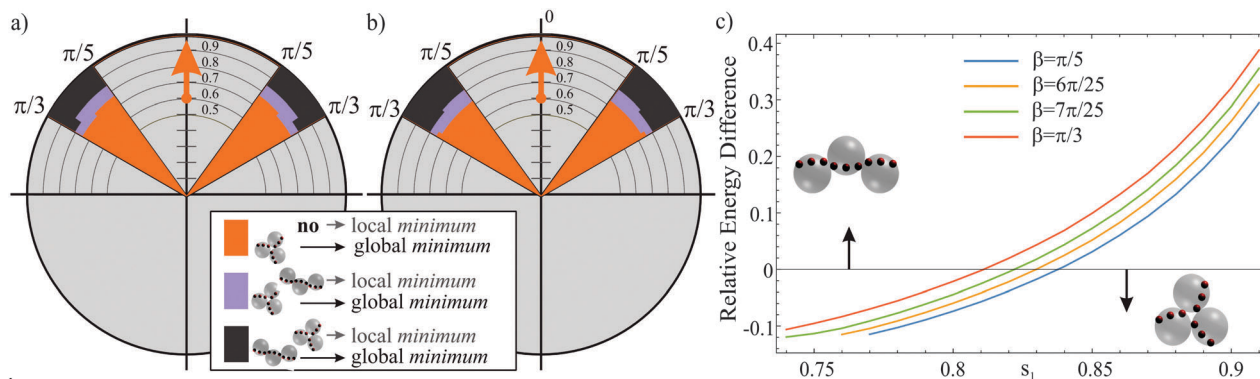 a)
π/5
π/3
0.9
0.8
0.7
0.6
0.5
π/5
π/3
b)
0
π/5
π/3
0.9
0.8
0.7
0.6
0.5
π/5
π/3
no local minimum
global minimum
local minimum
global minimum
local minimum
global minimum
c)
Relative Energy Difference
0.4
0.3
0.2
0.1
0
-0.1
β=π/5
β=6π/25
β=7π/25
β=π/3
0.75 0.8 s₁ 0.85 0.9